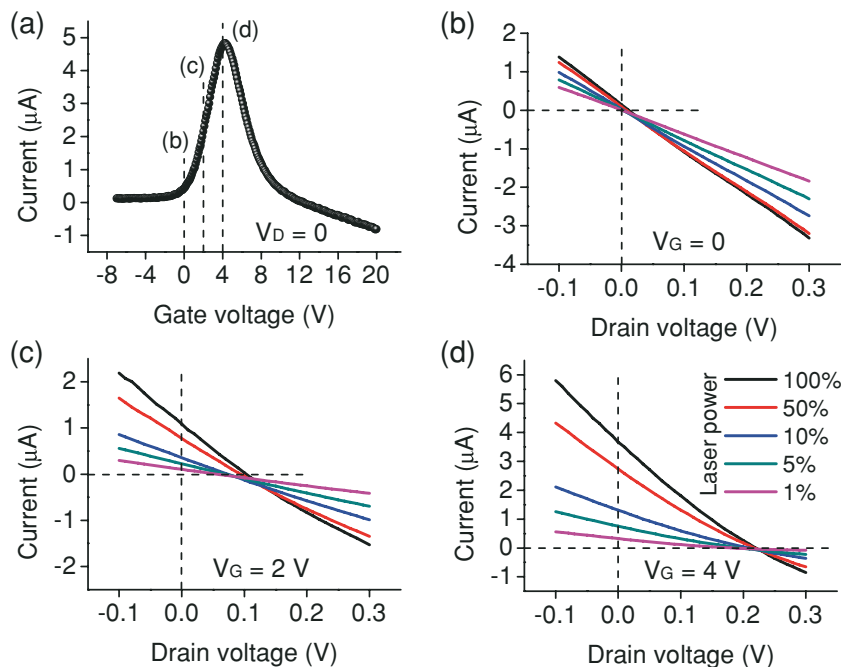 (a)
5
4
3
2
1
0
-1
Current (μA)
(b)
(c)
(d)
VD = 0
-8 -4 0 4 8 12 16 20
Gate voltage (V)
(b)
2
1
0
-1
-2
-3
-4
Current (μA)
VG = 0
-0.1 0.0 0.1 0.2 0.3
Drain voltage (V)
(c)
2
1
0
-1
-2
Current (μA)
VG = 2 V
-0.1 0.0 0.1 0.2 0.3
Drain voltage (V)
(d)
6
5
4
3
2
1
0
-1
Current (μA)
Laser power
100%
50%
10%
5%
1%
VG = 4 V
-0.1 0.0 0.1 0.2 0.3
Drain voltage (V)